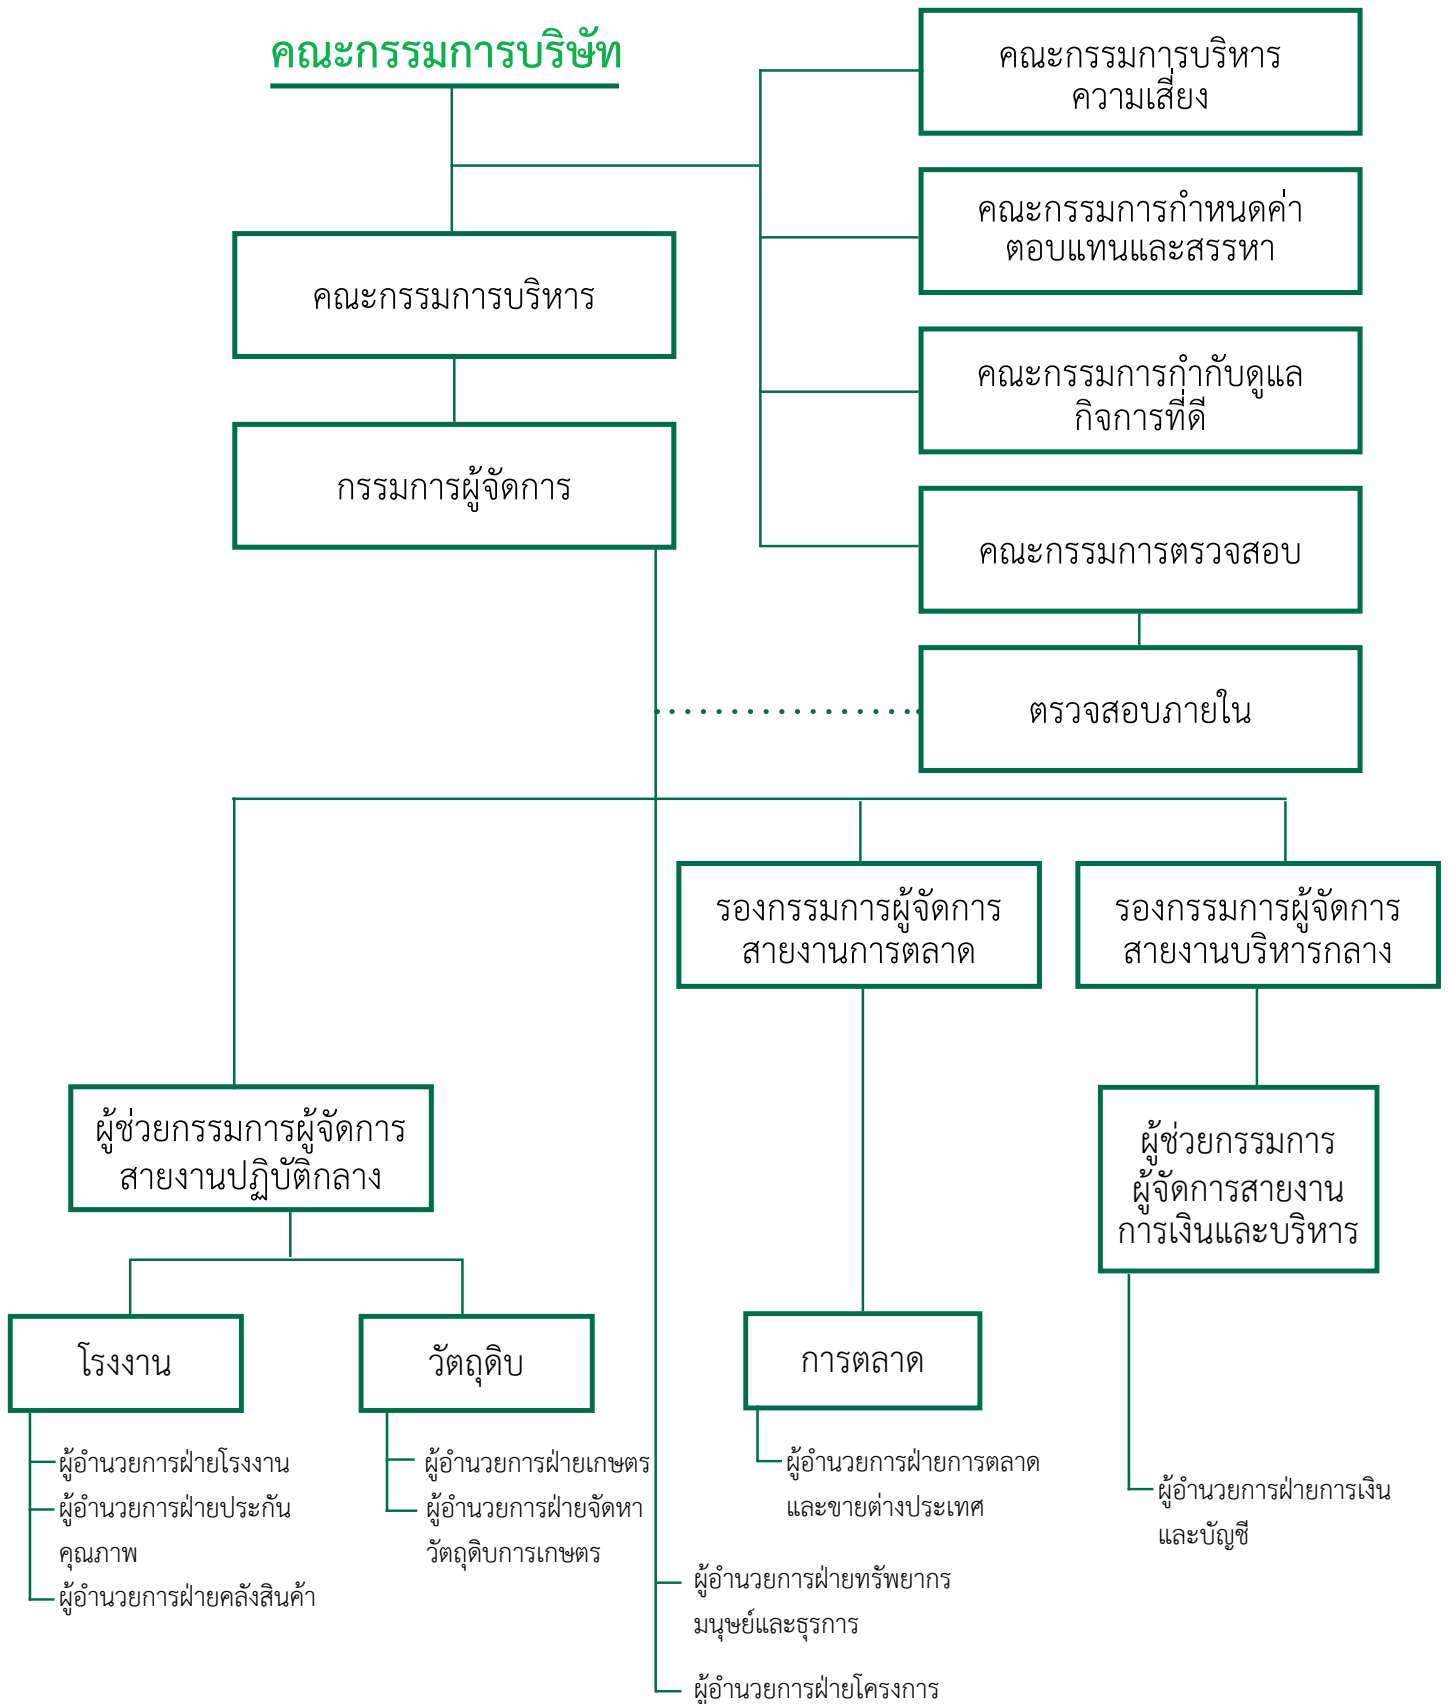 คณะกรรมการบริษัท
คณะกรรมการบริหาร
ความเสี่ยง
คณะกรรมการกำหนดค่า
ตอบแทนและสรรหา
คณะกรรมการบริหาร
คณะกรรมการกำกับดูแล
กิจการที่ดี
กรรมการผู้จัดการ
คณะกรรมการตรวจสอบ
ตรวจสอบภายใน
รองกรรมการผู้จัดการ
สายงานการตลาด
รองกรรมการผู้จัดการ
สายงานบริหารกลาง
ผู้ช่วยกรรมการผู้จัดการ
สายงานปฏิบัติกลาง
ผู้ช่วยกรรมการ
ผู้จัดการสายงาน
การเงินและบริหาร
โรงงาน
วัตถุดิบ
การตลาด
ผู้อำนวยการฝ่ายโรงงาน
ผู้อำนวยการฝ่ายประกัน
คุณภาพ
ผู้อำนวยการฝ่ายคลังสินค้า
ผู้อำนวยการฝ่ายเกษตร
ผู้อำนวยการฝ่ายจัดหา
วัตถุดิบการเกษตร
ผู้อำนวยการฝ่ายการตลาด
และขายต่างประเทศ
ผู้อำนวยการฝ่ายการเงิน
และบัญชี
ผู้อำนวยการฝ่ายทรัพยากร
มนุษย์และธุรการ
ผู้อำนวยการฝ่ายโครงการ